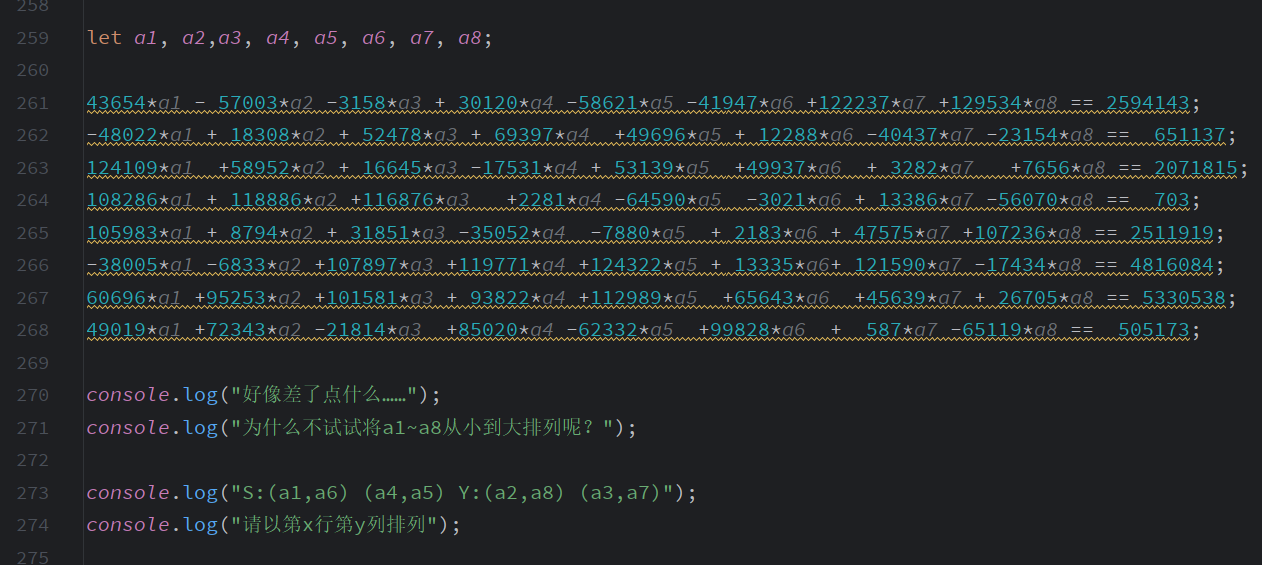 258
259 let a1, a2,a3, a4, a5, a6, a7, a8;
260
261 43654*a1 - 57003*a2 -3158*a3 + 30120*a4 -58621*a5 -41947*a6 +122237*a7 +129534*a8 == 2594143;
262 -48022*a1 + 18308*a2 + 52478*a3 + 69397*a4  +49696*a5 + 12288*a6 -40437*a7 -23154*a8 ==  651137;
263 124109*a1  +58952*a2 + 16645*a3 -17531*a4 + 53139*a5  +49937*a6  + 3282*a7   +7656*a8 == 2071815;
264 108286*a1 + 118886*a2 +116876*a3   +2281*a4 -64590*a5  -3021*a6 + 13386*a7 -56070*a8 ==  703;
265 105983*a1 + 8794*a2 + 31851*a3 -35052*a4  -7880*a5  + 2183*a6 + 47575*a7 +107236*a8 == 2511919;
266 -38005*a1 -6833*a2 +107897*a3 +119771*a4 +124322*a5 + 13335*a6+ 121590*a7 -17434*a8 == 4816084;
267 60696*a1 +95253*a2 +101581*a3 + 93822*a4 +112989*a5  +65643*a6  +45639*a7 + 26705*a8 == 5330538;
268 49019*a1 +72343*a2 -21814*a3  +85020*a4 -62332*a5  +99828*a6  +  587*a7 -65119*a8 ==  505173;
269
270 console.log("好像差了点什么……");
271 console.log("为什么不试试将a1~a8从小到大排列呢？");
272
273 console.log("S:(a1,a6) (a4,a5) Y:(a2,a8) (a3,a7)");
274 console.log("请以第x行第y列排列");
275